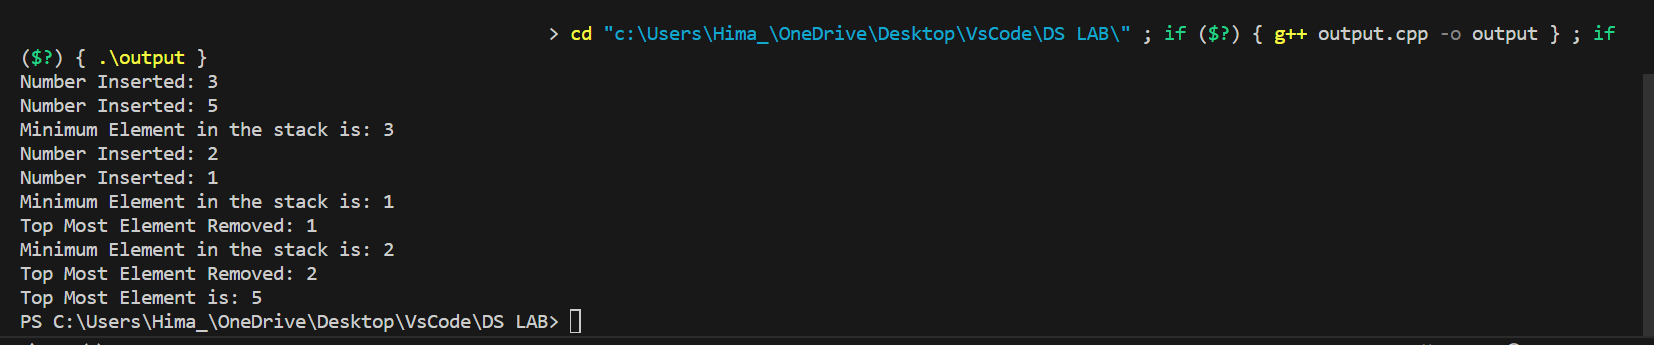 > cd "c:\Users\Hima_\OneDrive\Desktop\VsCode\DS LAB\" ; if ($?) { g++ output.cpp -o output } ; if
($?) { .\output }
Number Inserted: 3
Number Inserted: 5
Minimum Element in the stack is: 3
Number Inserted: 2
Number Inserted: 1
Minimum Element in the stack is: 1
Top Most Element Removed: 1
Minimum Element in the stack is: 2
Top Most Element Removed: 2
Top Most Element is: 5
PS C:\Users\Hima_\OneDrive\Desktop\VsCode\DS LAB>